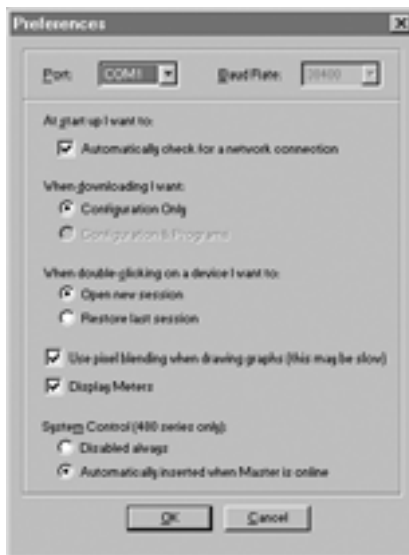 Preferences
Port: COM1 Baud Rate: 38400
At start up I want to:
Automatically check for a network connection
When downloading I want:
Configuration Only
Configuration & Programs
When double-clicking on a device I want to:
Open new session
Restore last session
Use pixel blending when drawing graphs (this may be slow)
Display Meters
System Control (480 series only):
Disabled always
Automatically inserted when Master is online
OK Cancel